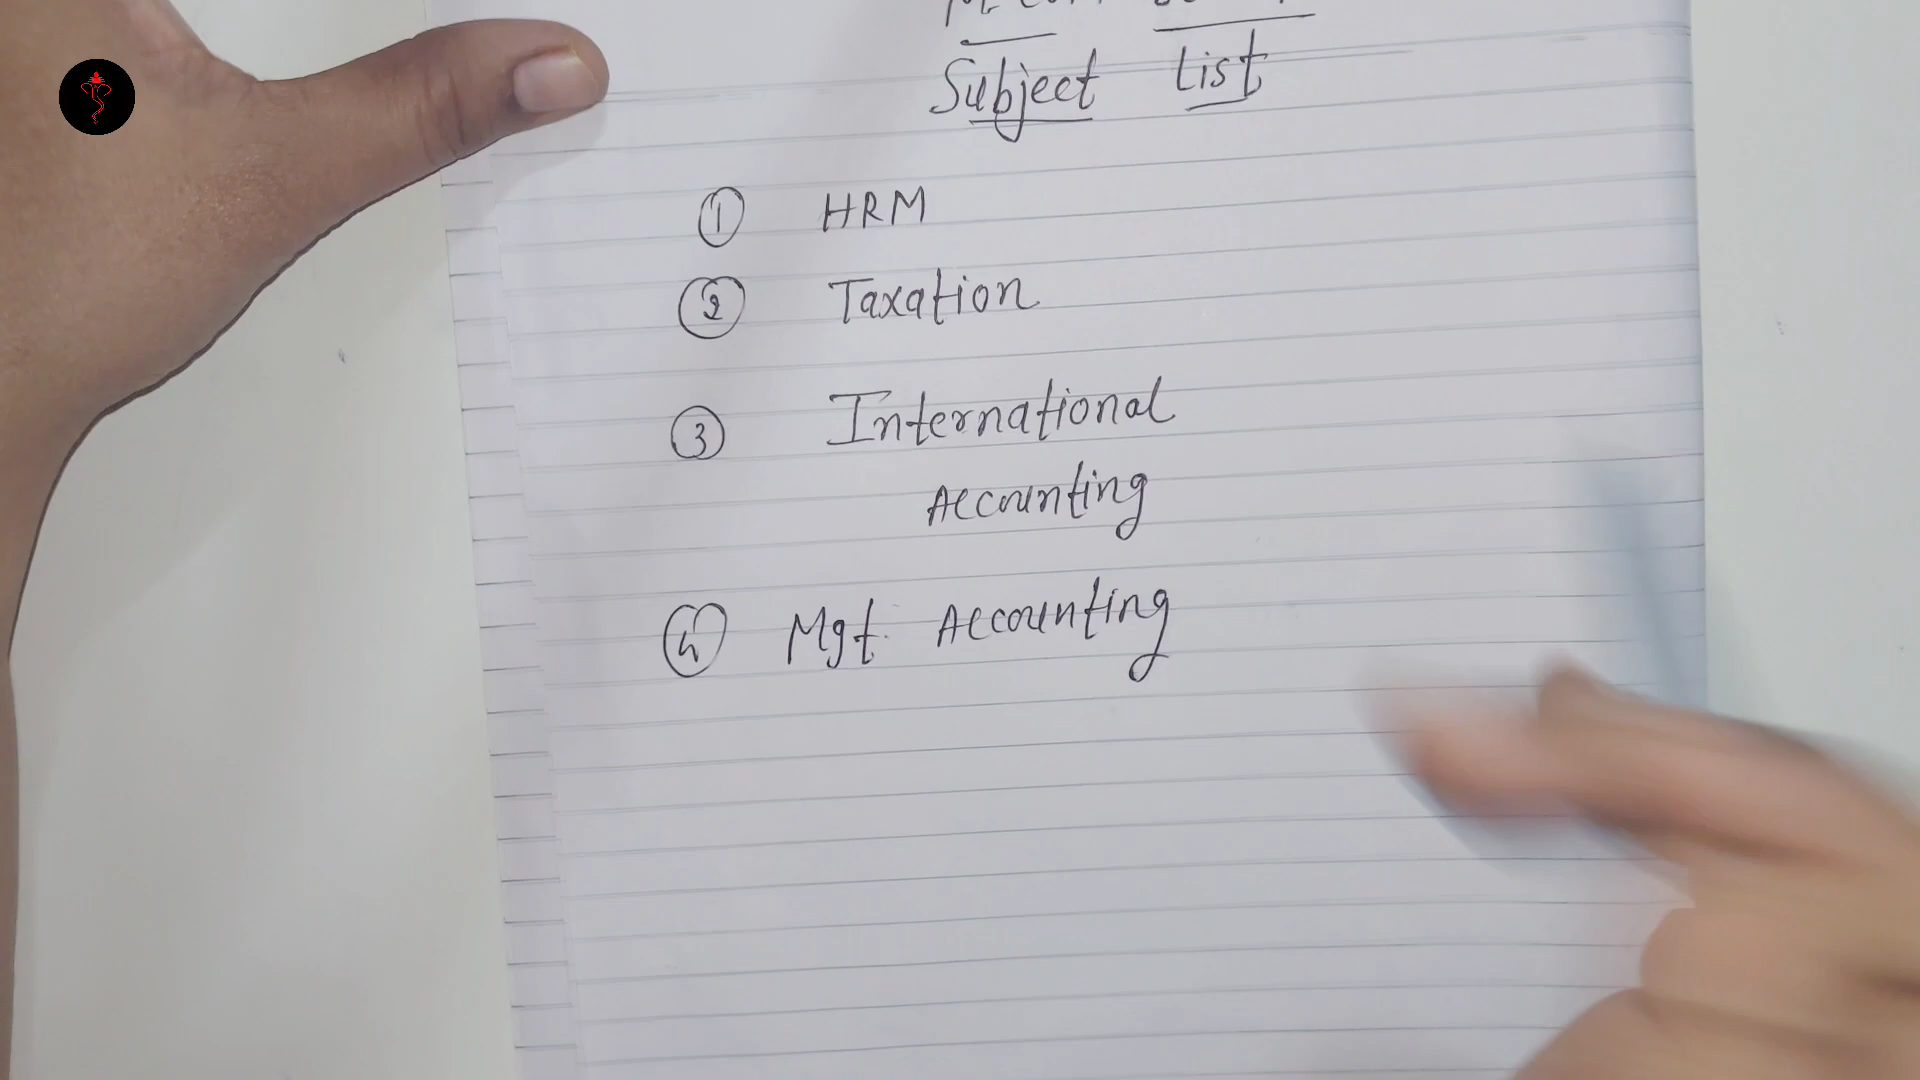 Subject List
① HRM
② Taxation
③ International
Accounting
④ Mgt. Accounting